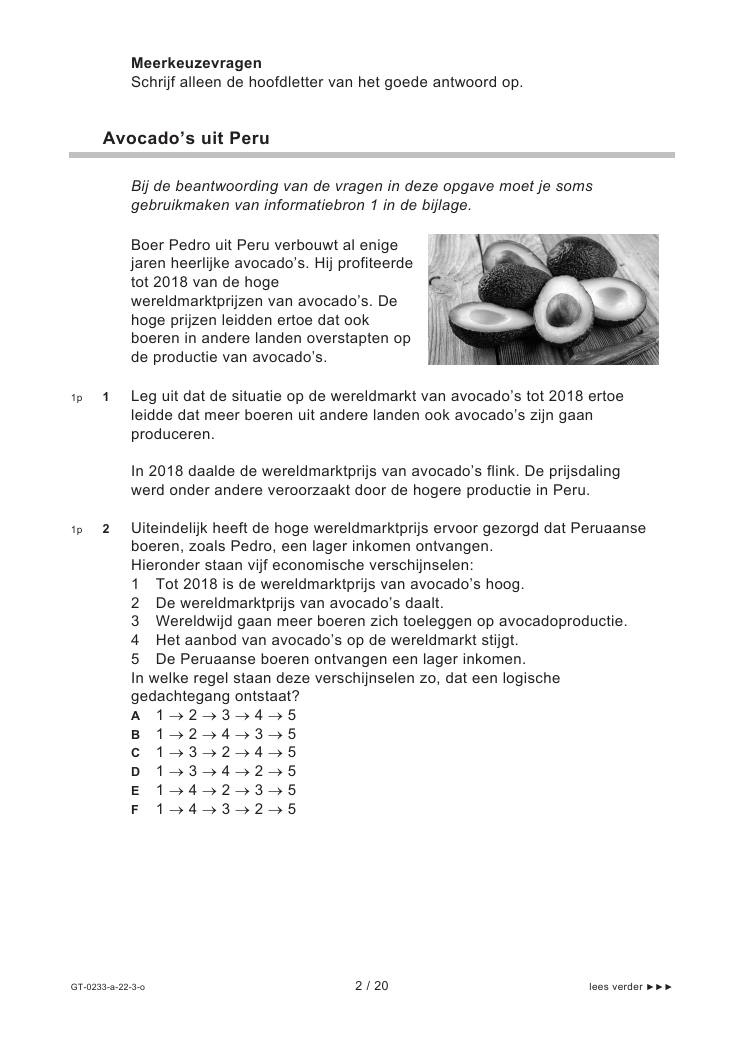 Meerkeuzevragen
Schrijf alleen de hoofdletter van het goede antwoord op.
Avocado’s uit Peru
Bij de beantwoording van de vragen in deze opgave moet je soms
gebruikmaken van informatiebron 1 in de bijlage.
Boer Pedro uit Peru verbouwt al enige
jaren heerlijke avocado’s. Hij profiteerde
tot 2018 van de hoge
wereldmarktprijzen van avocado’s. De
hoge prijzen leidden ertoe dat ook
boeren in andere landen overstapten op
de productie van avocado’s.
1p 1 Leg uit dat de situatie op de wereldmarkt van avocado’s tot 2018 ertoe
leidde dat meer boeren uit andere landen ook avocado’s zijn gaan
produceren.
In 2018 daalde de wereldmarktprijs van avocado’s flink. De prijsdaling
werd onder andere veroorzaakt door de hogere productie in Peru.
1p 2 Uiteindelijk heeft de hoge wereldmarktprijs ervoor gezorgd dat Peruaanse
boeren, zoals Pedro, een lager inkomen ontvangen.
Hieronder staan vijf economische verschijnselen:
1 Tot 2018 is de wereldmarktprijs van avocado’s hoog.
2 De wereldmarktprijs van avocado’s daalt.
3 Wereldwijd gaan meer boeren zich toeleggen op avocadoproductie.
4 Het aanbod van avocado’s op de wereldmarkt stijgt.
5 De Peruaanse boeren ontvangen een lager inkomen.
In welke regel staan deze verschijnselen zo, dat een logische
gedachtegang ontstaat?
A 1 → 2 → 3 → 4 → 5
B 1 → 2 → 4 → 3 → 5
C 1 → 3 → 2 → 4 → 5
D 1 → 3 → 4 → 2 → 5
E 1 → 4 → 2 → 3 → 5
F 1 → 4 → 3 → 2 → 5
GT-0233-a-22-3-o 2 / 20 lees verder ►►►